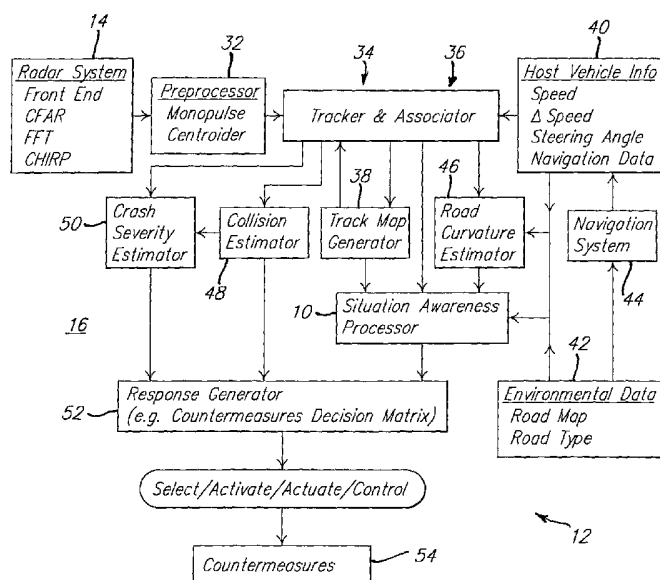 14
Radar System
Front End
CFAR
FFT
CHIRP
32
Preprocessor
Monopulse
Centroider
34
36
Tracker & Associator
40
Host Vehicle Info
Speed
Δ Speed
Steering Angle
Navigation Data
50
Crash
Severity
Estimator
Collision
Estimator
48
38
Track Map
Generator
46
Road
Curvature
Estimator
Navigation
System
44
16
10
Situation Awareness
Processor
42
Environmental Data
Road Map
Road Type
52
Response Generator
(e.g. Countermeasures Decision Matrix)
Select/Activate/Actuate/Control
12
Countermeasures
54